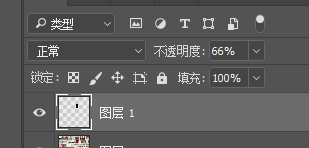 类型
正常 不透明度: 66%
锁定: 填充: 100%
图层 1